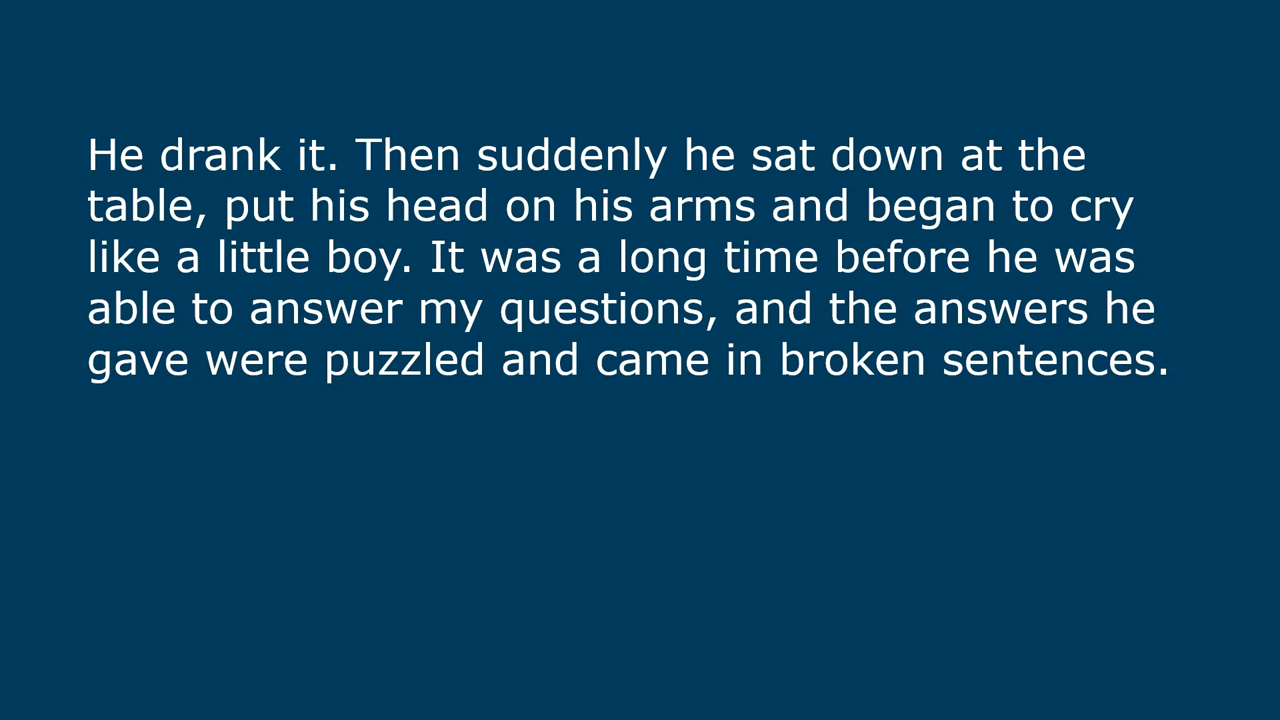 He drank it. Then suddenly he sat down at the
table, put his head on his arms and began to cry
like a little boy. It was a long time before he was
able to answer my questions, and the answers he
gave were puzzled and came in broken sentences.